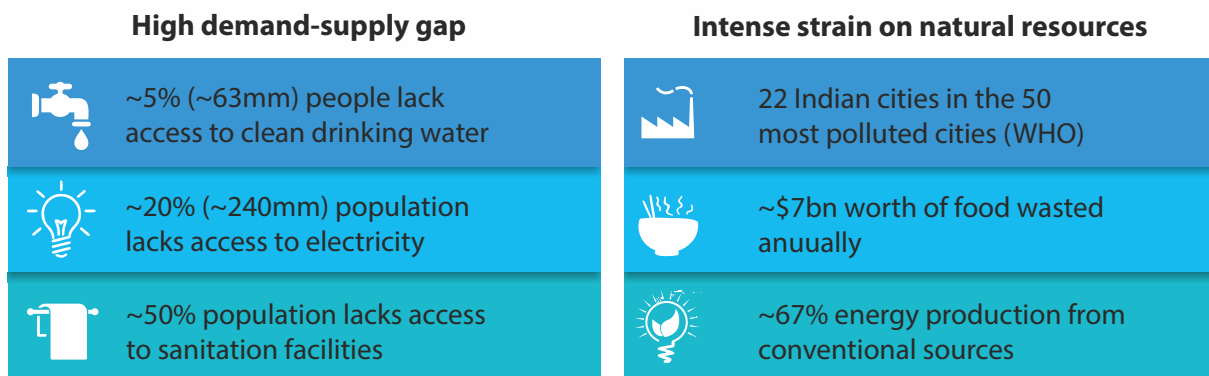 High demand-supply gap
~5% (~63mm) people lack
access to clean drinking water
~20% (~240mm) population
lacks access to electricity
~50% population lacks access
to sanitation facilities
Intense strain on natural resources
22 Indian cities in the 50
most polluted cities (WHO)
~$7bn worth of food wasted
anuually
~67% energy production from
conventional sources